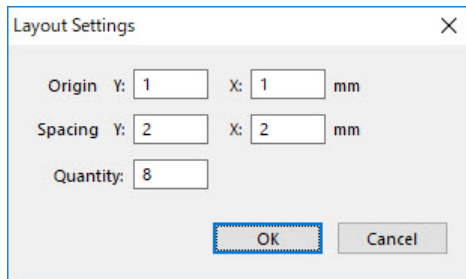 Layout Settings
Origin Y: 1 X: 1 mm
Spacing Y: 2 X: 2 mm
Quantity: 8
OK Cancel